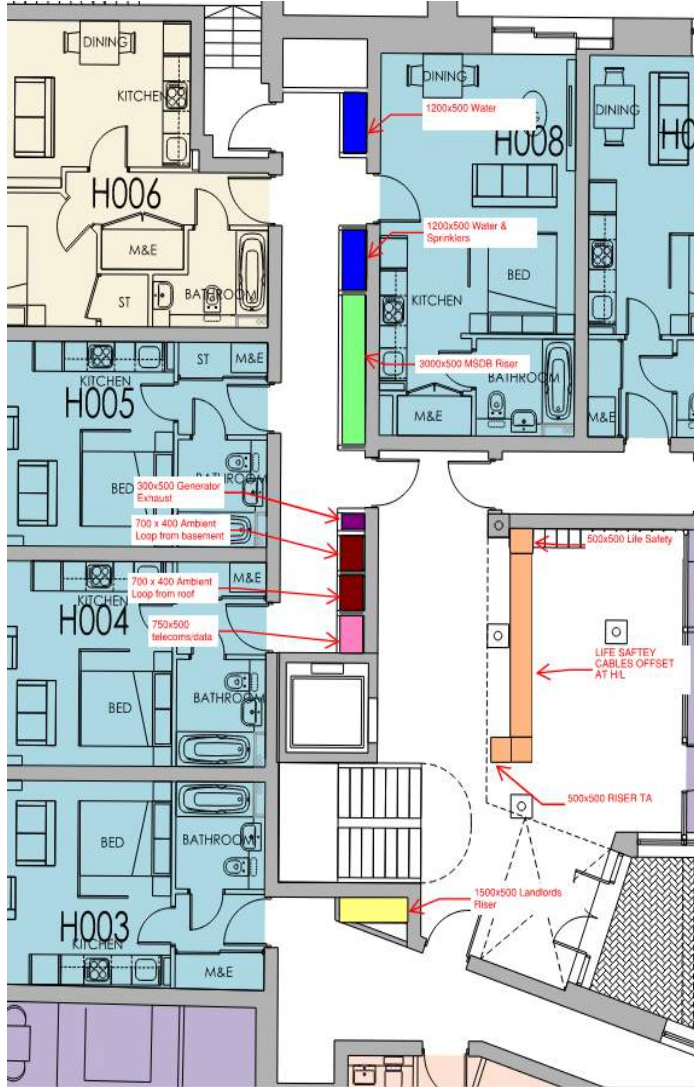 DINING
KITCHEN
H006
M&E
ST
BATHROOM
DINING
1200x500 Water
H008
1200x500 Water &
Sprinklers
BED
KITCHEN
3000x500 MSDB Riser
BATHROOM
M&E
DINING
KITCHEN
M&E
KITCHEN
ST
M&E
H005
BED
BATHROOM
300x500 Generator
Exhaust
700 x 400 Ambient
Loop from basement
700 x 400 Ambient
Loop from roof
750x500
telecoms/data
KITCHEN
M&E
H004
BED
BATHROOM
500x500 Life Safety
LIFE SAFTEY
CABLES OFFSET
AT H/L
500x500 RISER TA
BED
BATHROOM
1500x500 Landlords
Riser
H003
KITCHEN
M&E